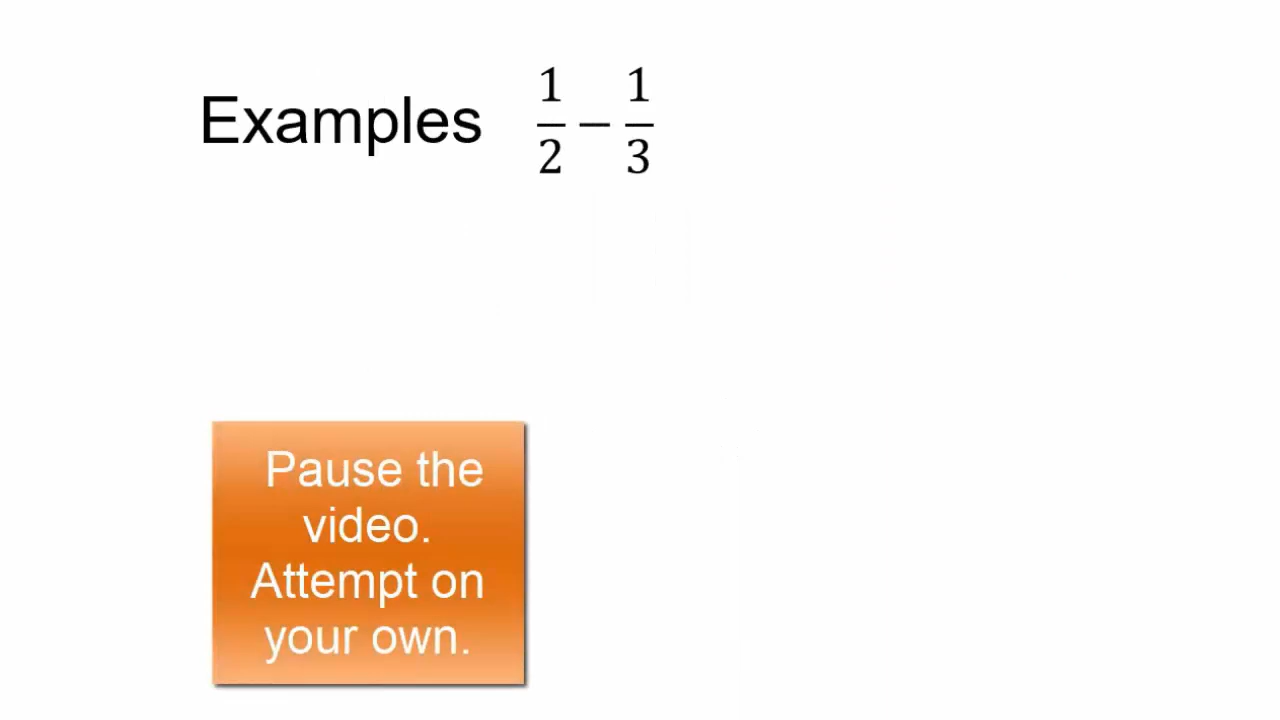 Examples 1/2 − 1/3
Pause the
video.
Attempt on
your own.